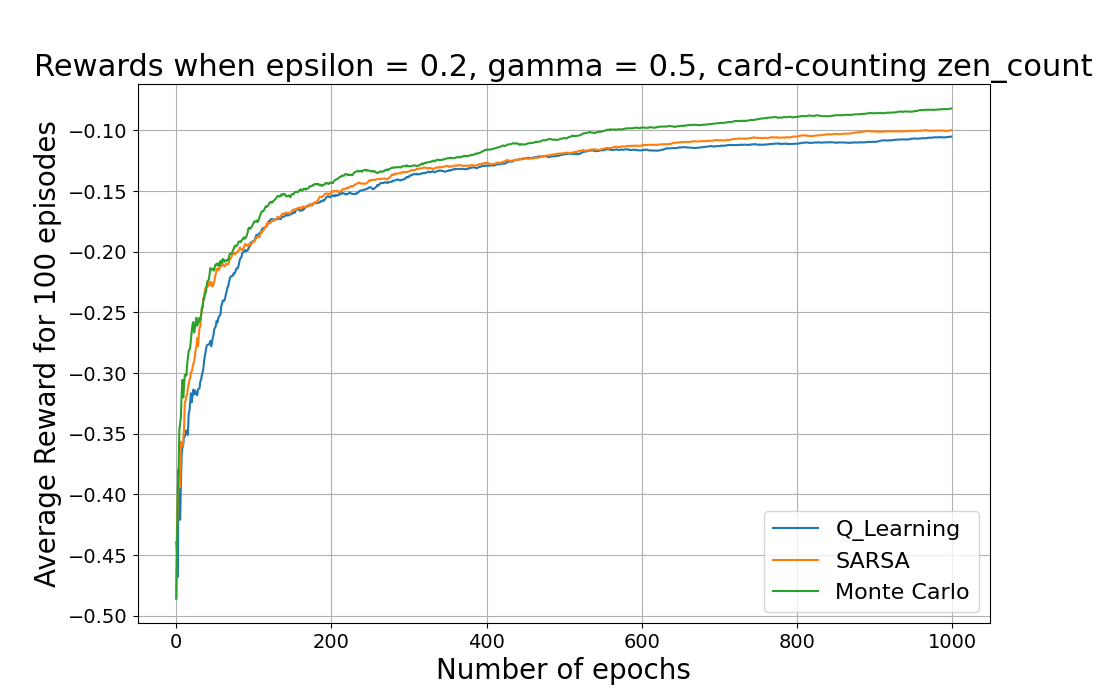 Rewards when epsilon = 0.2, gamma = 0.5, card-counting zen_count
Average Reward for 100 episodes
−0.10
−0.15
−0.20
−0.25
−0.30
−0.35
−0.40
−0.45
−0.50
Q_Learning
SARSA
Monte Carlo
0 200 400 600 800 1000
Number of epochs